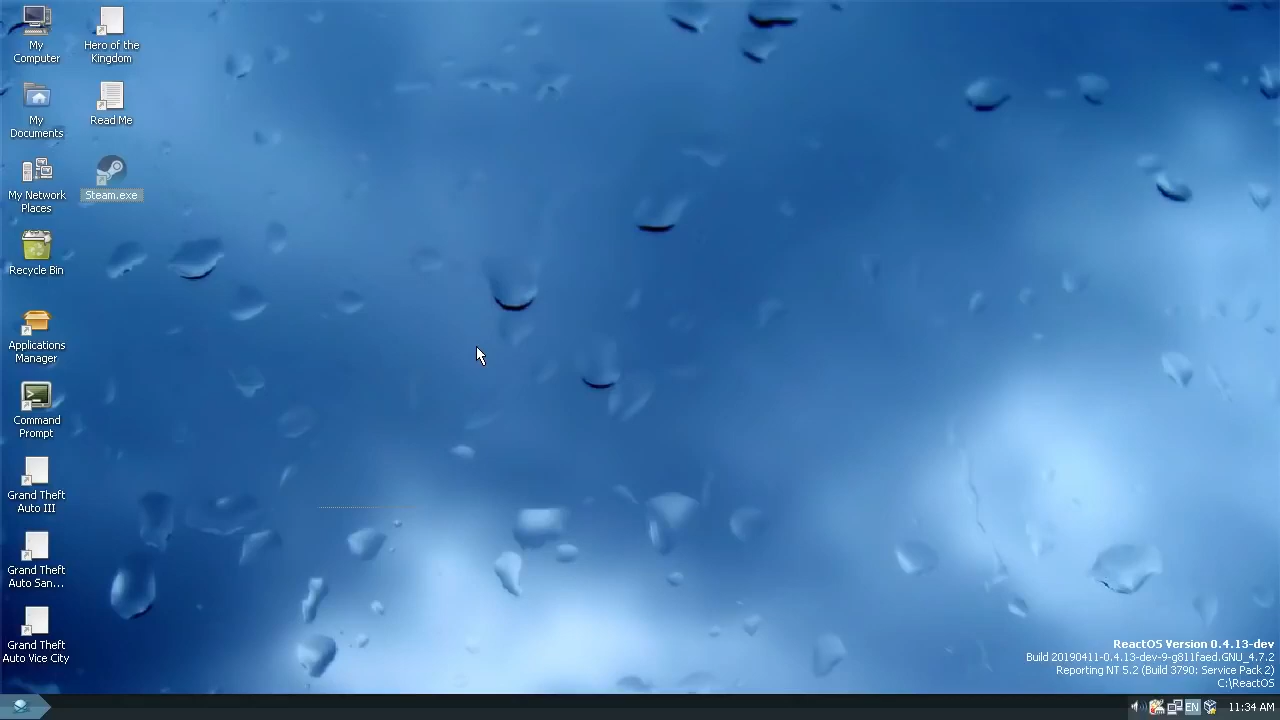 My
Computer
My
Documents
My Network
Places
Recycle Bin
Applications
Manager
Command
Prompt
Grand Theft
Auto III
Grand Theft
Auto San...
Grand Theft
Auto Vice City
Hero of the
Kingdom
Read Me
Steam.exe
ReactOS Version 0.4.13-dev
Build 20190411-0.4.13-dev-9-g811faed.GNU_4.7.2
Reporting NT 5.2 (Build 3790: Service Pack 2)
C:\ReactOS
EN
11:34 AM